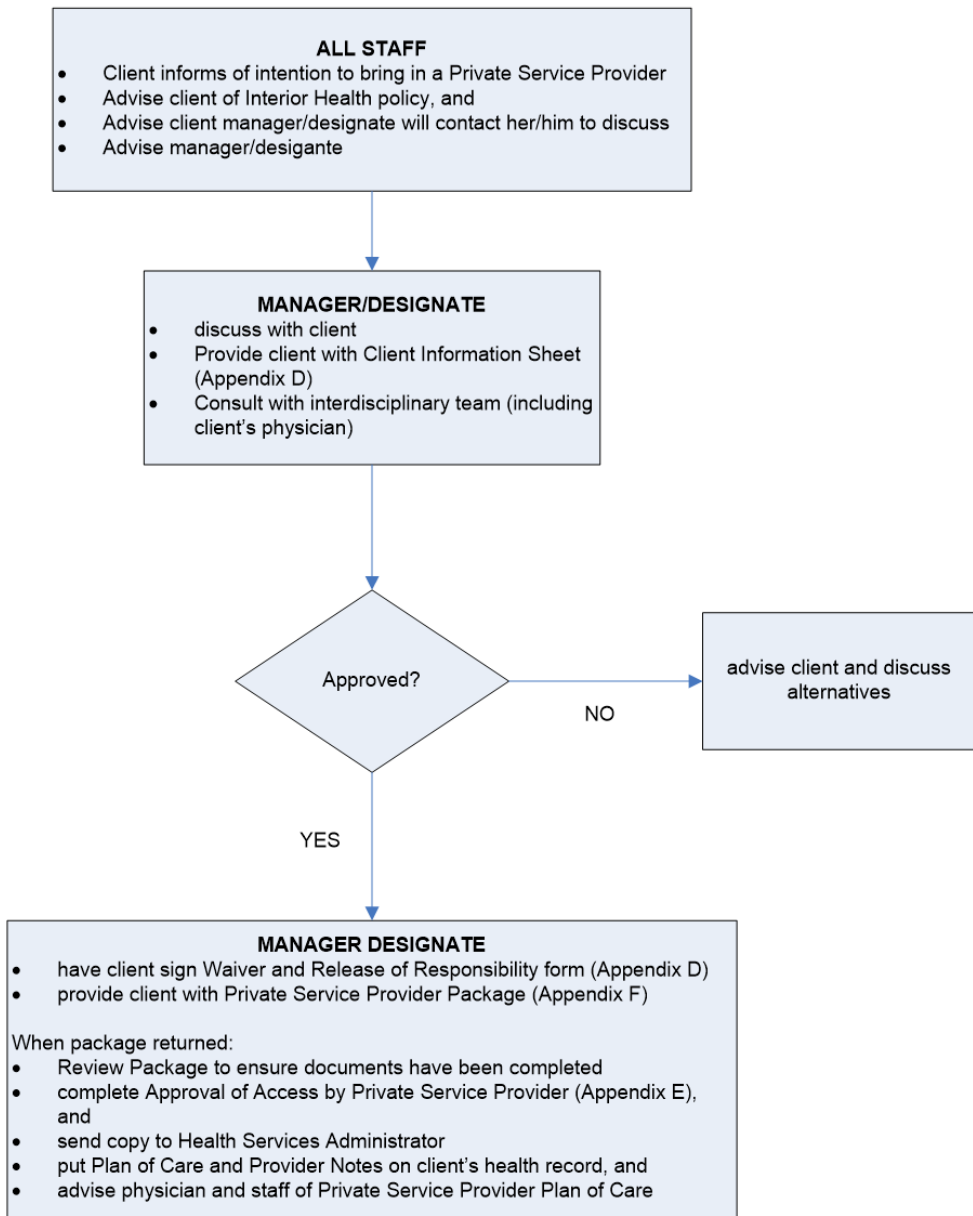 ALL STAFF
• Client informs of intention to bring in a Private Service Provider
• Advise client of Interior Health policy, and
• Advise client manager/designate will contact her/him to discuss
• Advise manager/desigante
MANAGER/DESIGNATE
• discuss with client
• Provide client with Client Information Sheet
(Appendix D)
• Consult with interdisciplinary team (including
client's physician)
Approved?
NO
advise client and discuss
alternatives
YES
MANAGER DESIGNATE
• have client sign Waiver and Release of Responsibility form (Appendix D)
• provide client with Private Service Provider Package (Appendix F)
When package returned:
• Review Package to ensure documents have been completed
• complete Approval of Access by Private Service Provider (Appendix E),
and
• send copy to Health Services Administrator
• put Plan of Care and Provider Notes on client's health record, and
• advise physician and staff of Private Service Provider Plan of Care